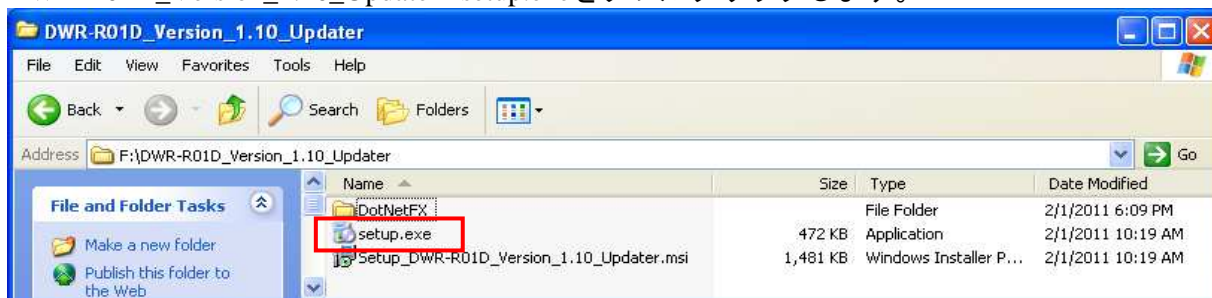 DWR-R01D_Version_1.10_Updater
File Edit View Favorites Tools Help
Back Search Folders
Address F:\DWR-R01D_Version_1.10_Updater Go
Name Size Type Date Modified
File and Folder Tasks
DotNetFX File Folder 2/1/2011 6:09 PM
setup.exe 472 KB Application 2/1/2011 10:19 AM
Setup_DWR-R01D_Version_1.10_Updater.msi 1,481 KB Windows Installer P... 2/1/2011 10:19 AM
Make a new folder
Publish this folder to
the Web